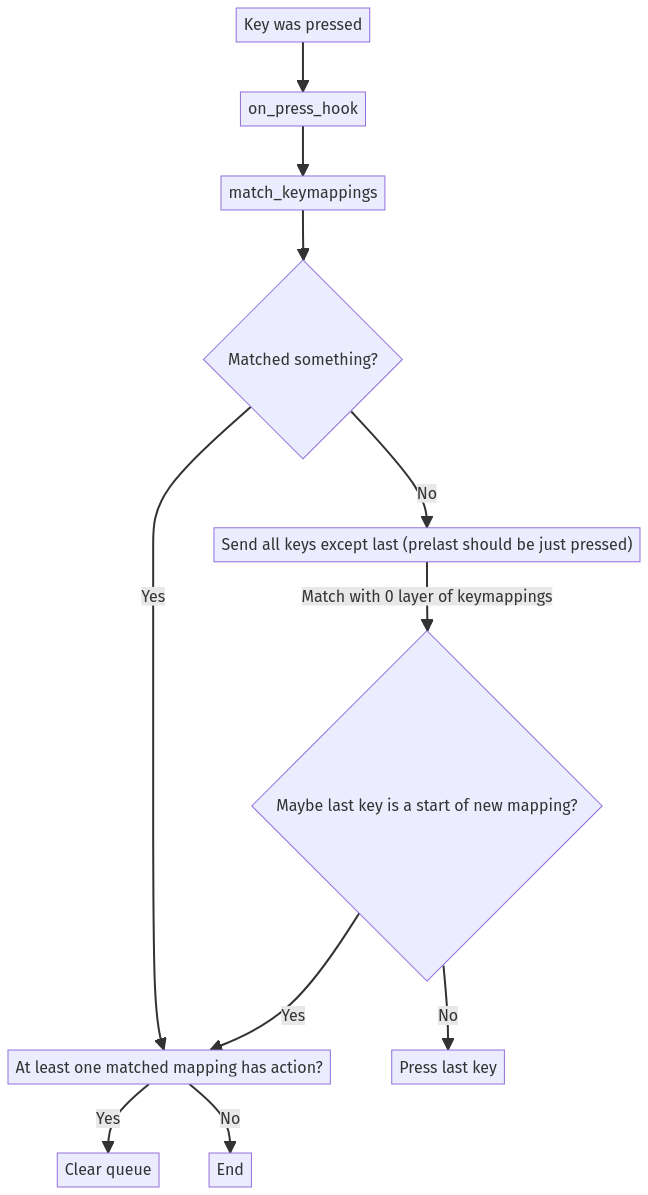 Key was pressed
on_press_hook
match_keymappings
Matched something?
No
Send all keys except last (prelast should be just pressed)
Yes
Match with 0 layer of keymappings
Maybe last key is a start of new mapping?
Yes
No
At least one matched mapping has action?
Press last key
Yes
No
Clear queue
End